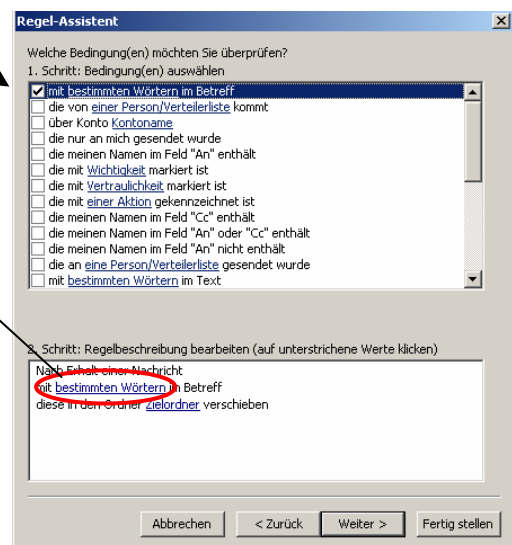 Regel-Assistent
Welche Bedingung(en) möchten Sie überprüfen?
1. Schritt: Bedingung(en) auswählen
mit bestimmten Wörtern im Betreff
die von einer Person/Verteilerliste kommt
über Konto Kontoname
die nur an mich gesendet wurde
die meinen Namen im Feld "An" enthält
die mit Wichtigkeit markiert ist
die mit Vertraulichkeit markiert ist
die mit einer Aktion gekennzeichnet ist
die meinen Namen im Feld "Cc" enthält
die meinen Namen im Feld "An" oder "Cc" enthält
die meinen Namen im Feld "An" nicht enthält
die an eine Person/Verteilerliste gesendet wurde
mit bestimmten Wörtern im Text
2. Schritt: Regelbeschreibung bearbeiten (auf unterstrichene Werte klicken)
Nach Erhalt einer Nachricht
mit bestimmten Wörtern im Betreff
diese in den Ordner Zielordner verschieben
Abbrechen
< Zurück
Weiter >
Fertig stellen